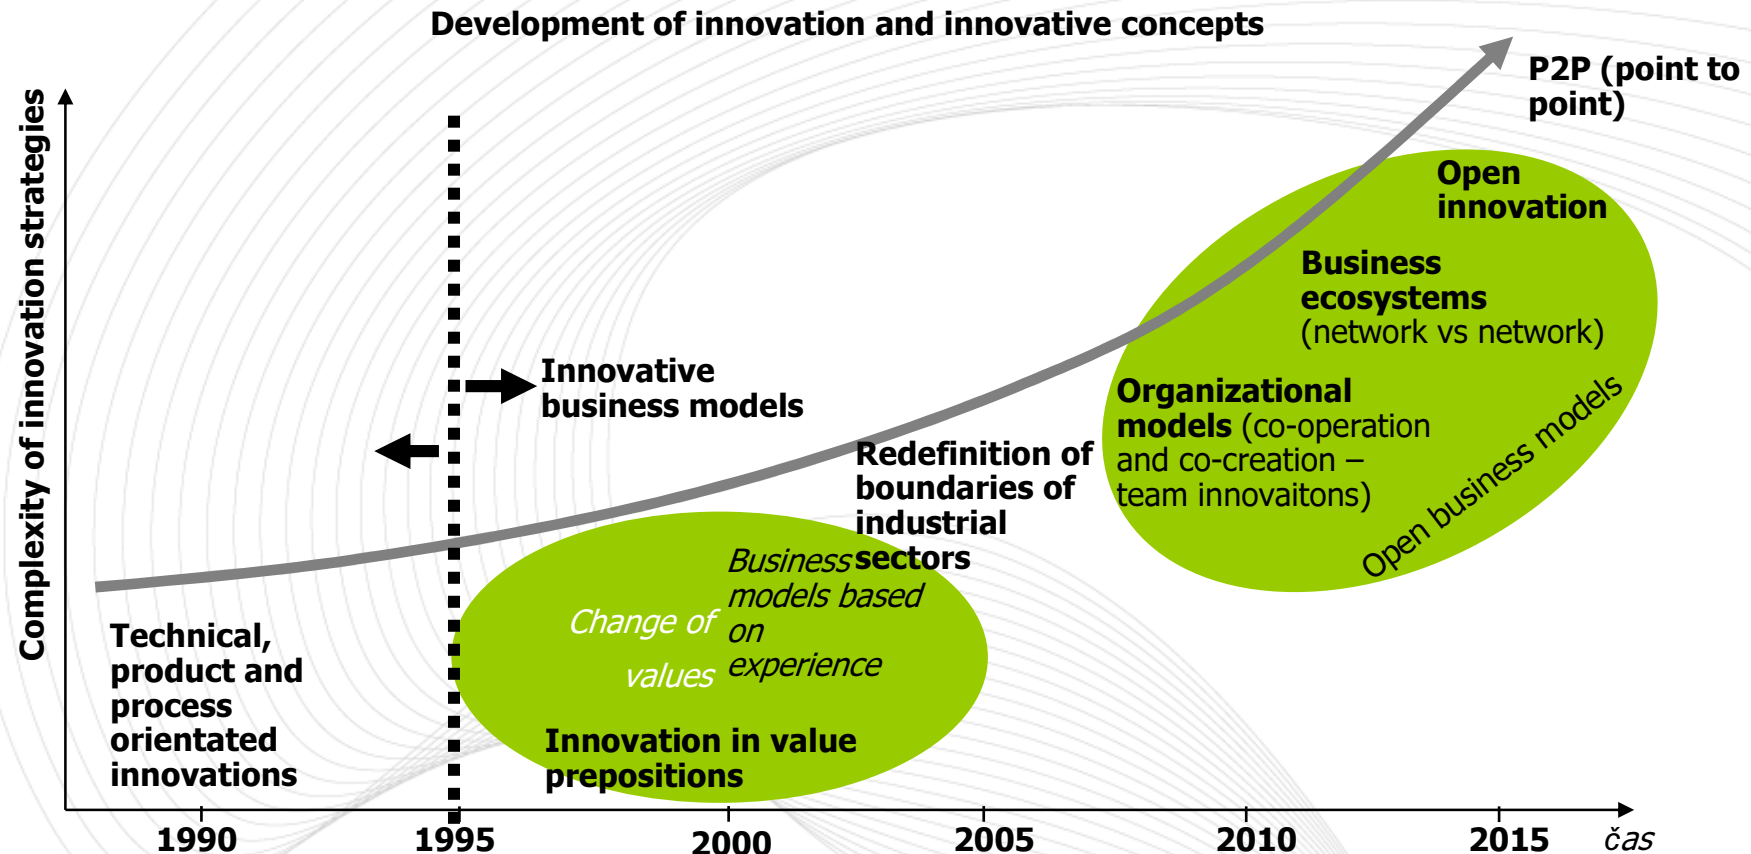 Development of innovation and innovative concepts
P2P (point to
point)
Complexity of innovation strategies
Open
innovation
Business
ecosystems
(network vs network)
Innovative
business models
Organizational
models (co-operation
and co-creation –
team innovaitons)
Open business models
Redefinition of
boundaries of
industrial
sectors
Business
models based
on
experience
Change of
values
Technical,
product and
process
orientated
innovations
Innovation in value
prepositions
1990
1995
2000
2005
2010
2015
čas